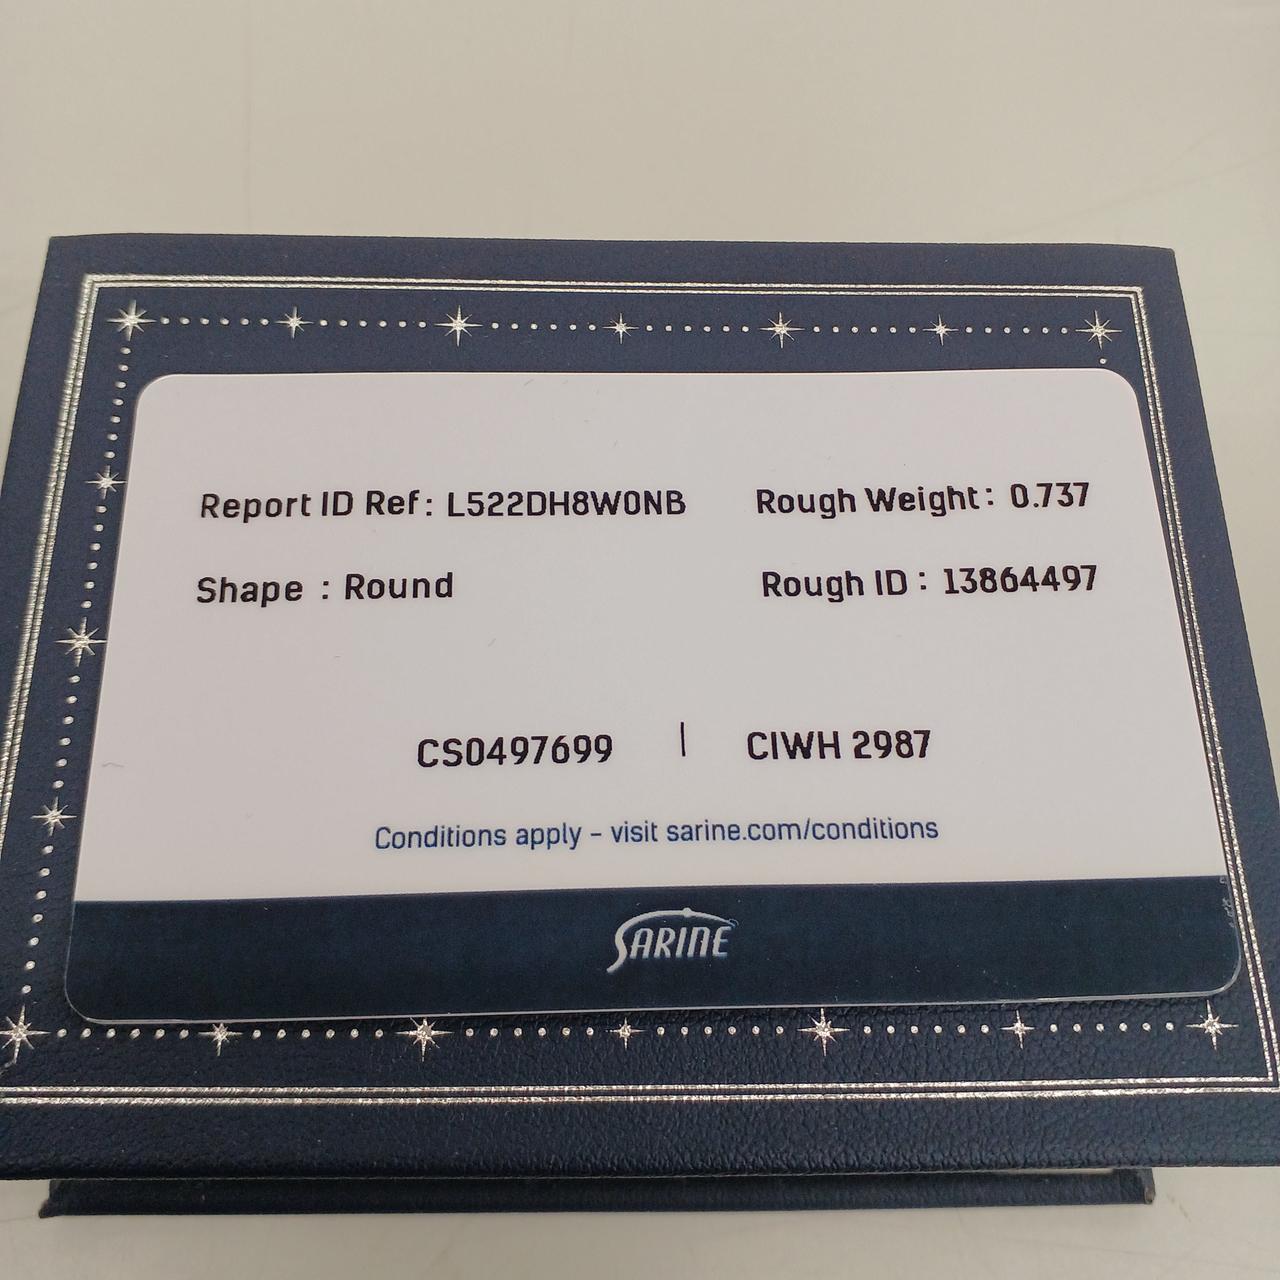 Report ID Ref: L522DH8W0NB Rough Weight: 0.737
Shape : Round Rough ID : 13864497
CS0497699 | CIWH 2987
Conditions apply – visit sarine.com/conditions
SARINE